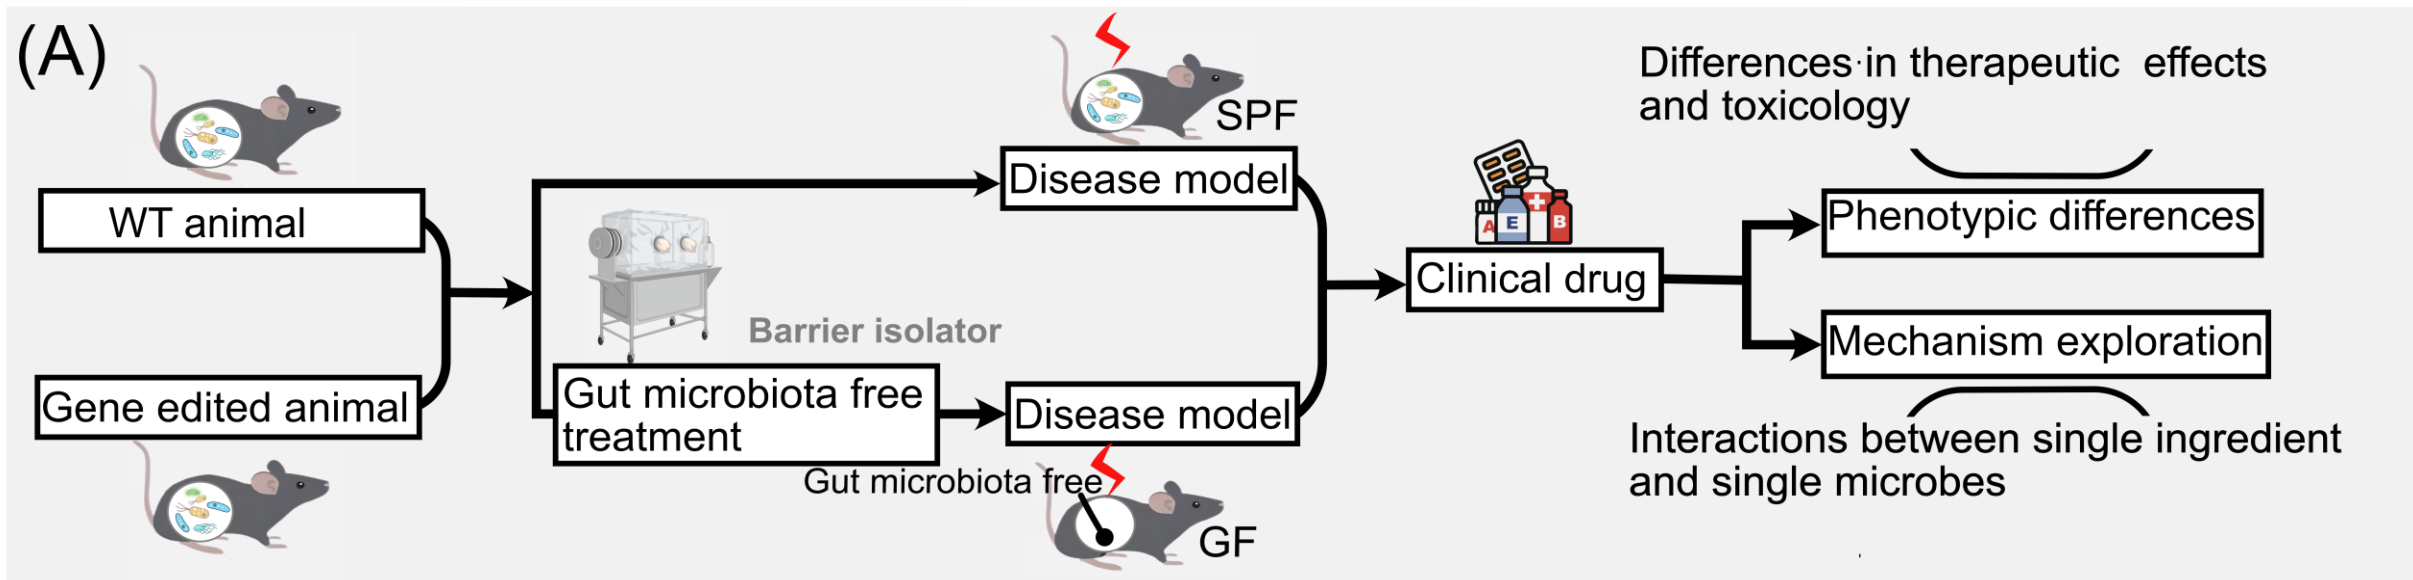 (A)
WT animal
Gene edited animal
Barrier isolator
Gut microbiota free
treatment
SPF
Disease model
Disease model
Gut microbiota free
GF
A E B
Clinical drug
Differences in therapeutic effects
and toxicology
Phenotypic differences
Mechanism exploration
Interactions between single ingredient
and single microbes